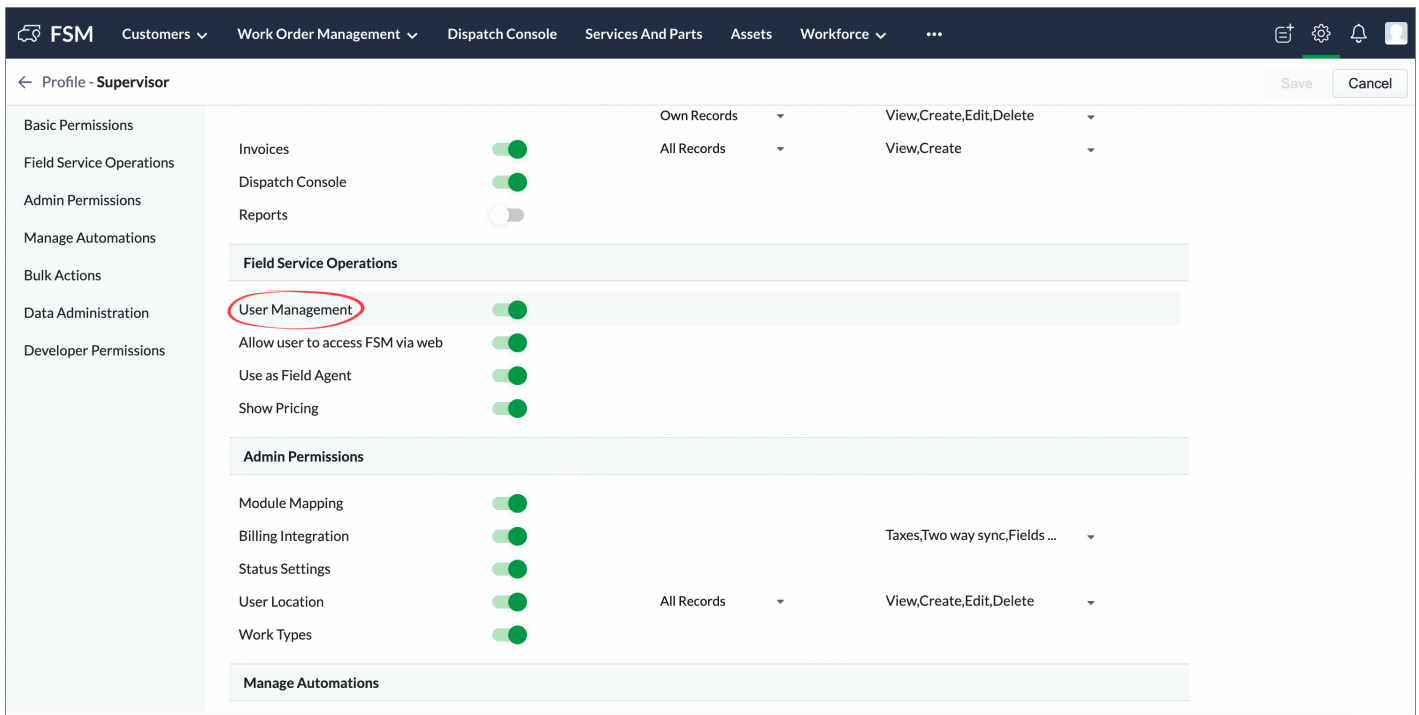 FSM Customers Work Order Management Dispatch Console Services And Parts Assets Workforce •••
Profile - Supervisor Save Cancel
Basic Permissions
Field Service Operations
Admin Permissions
Manage Automations
Bulk Actions
Data Administration
Developer Permissions
Own Records View,Create,Edit,Delete
Invoices All Records View,Create
Dispatch Console
Reports
Field Service Operations
User Management
Allow user to access FSM via web
Use as Field Agent
Show Pricing
Admin Permissions
Module Mapping
Billing Integration Taxes,Two way sync,Fields ...
Status Settings
User Location All Records View,Create,Edit,Delete
Work Types
Manage Automations